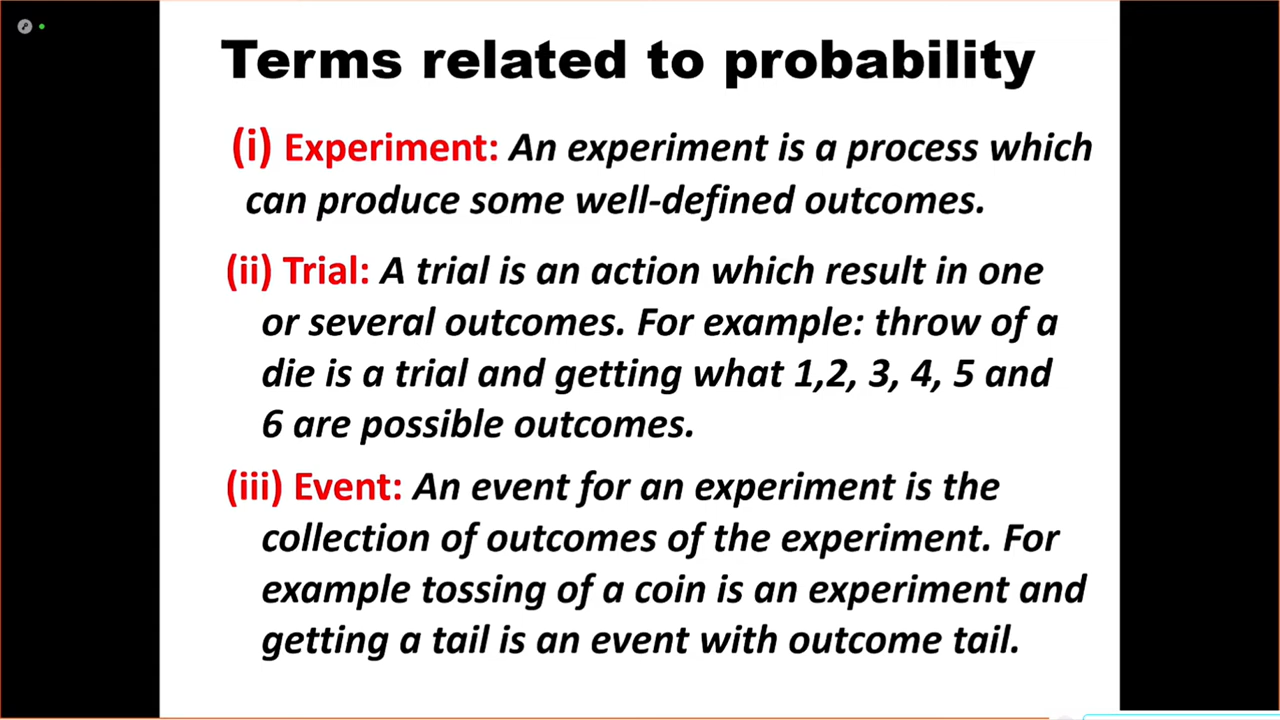 Terms related to probability
(i) Experiment: An experiment is a process which
can produce some well-defined outcomes.
(ii) Trial: A trial is an action which result in one
or several outcomes. For example: throw of a
die is a trial and getting what 1,2, 3, 4, 5 and
6 are possible outcomes.
(iii) Event: An event for an experiment is the
collection of outcomes of the experiment. For
example tossing of a coin is an experiment and
getting a tail is an event with outcome tail.